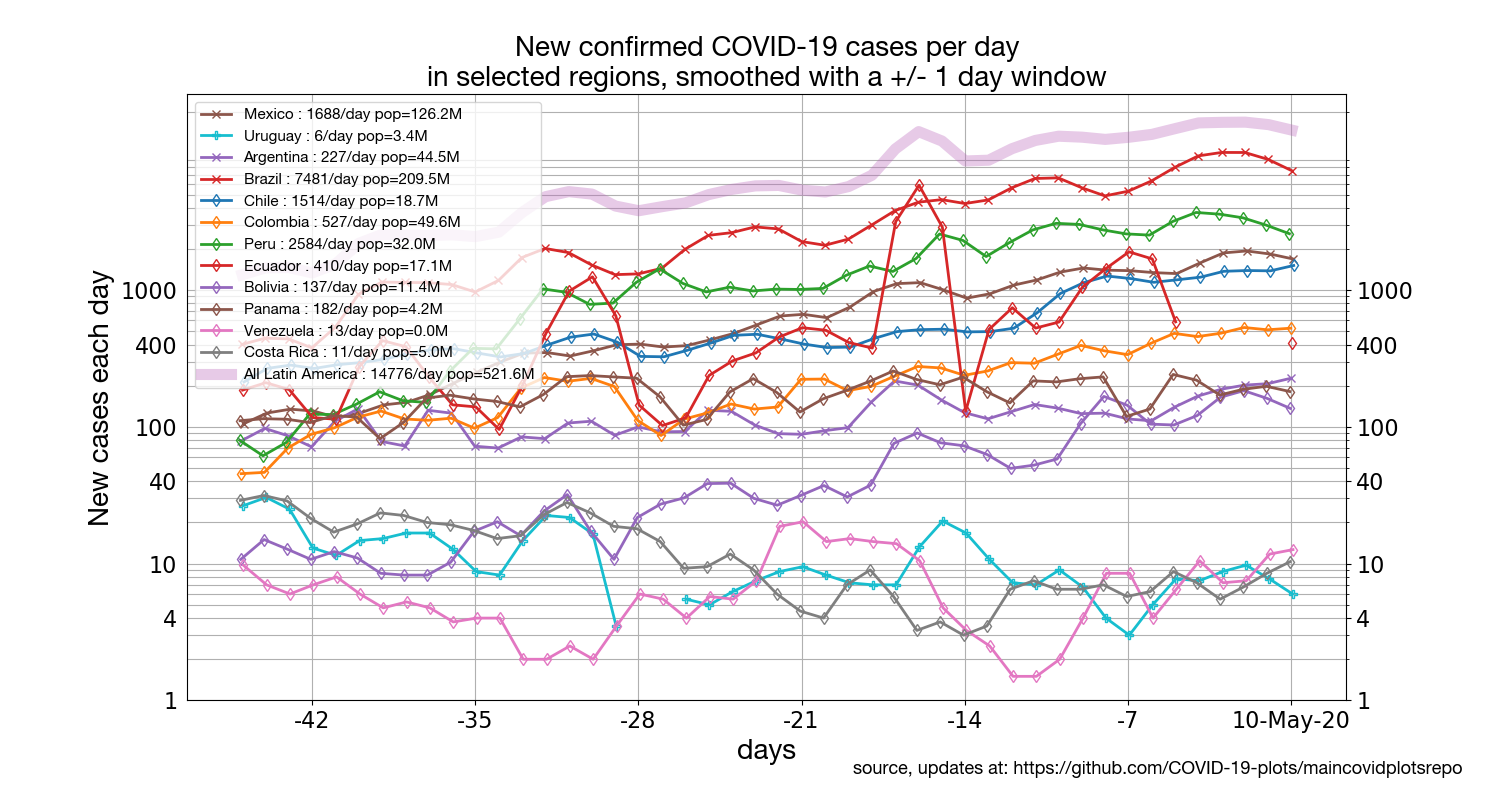 New confirmed COVID-19 cases per day
in selected regions, smoothed with a +/- 1 day window
Mexico : 1688/day pop=126.2M
Uruguay : 6/day pop=3.4M
Argentina : 227/day pop=44.5M
Brazil : 7481/day pop=209.5M
Chile : 1514/day pop=18.7M
Colombia : 527/day pop=49.6M
Peru : 2584/day pop=32.0M
Ecuador : 410/day pop=17.1M
Bolivia : 137/day pop=11.4M
Panama : 182/day pop=4.2M
Venezuela : 13/day pop=0.0M
Costa Rica : 11/day pop=5.0M
All Latin America : 14776/day pop=521.6M
New cases each day
1000 1000
400 400
100 100
40 40
10 10
4 4
1 1
-42 -35 -28 -21 -14 -7 10-May-20
days
source, updates at: https://github.com/COVID-19-plots/maincovidplotsrepo